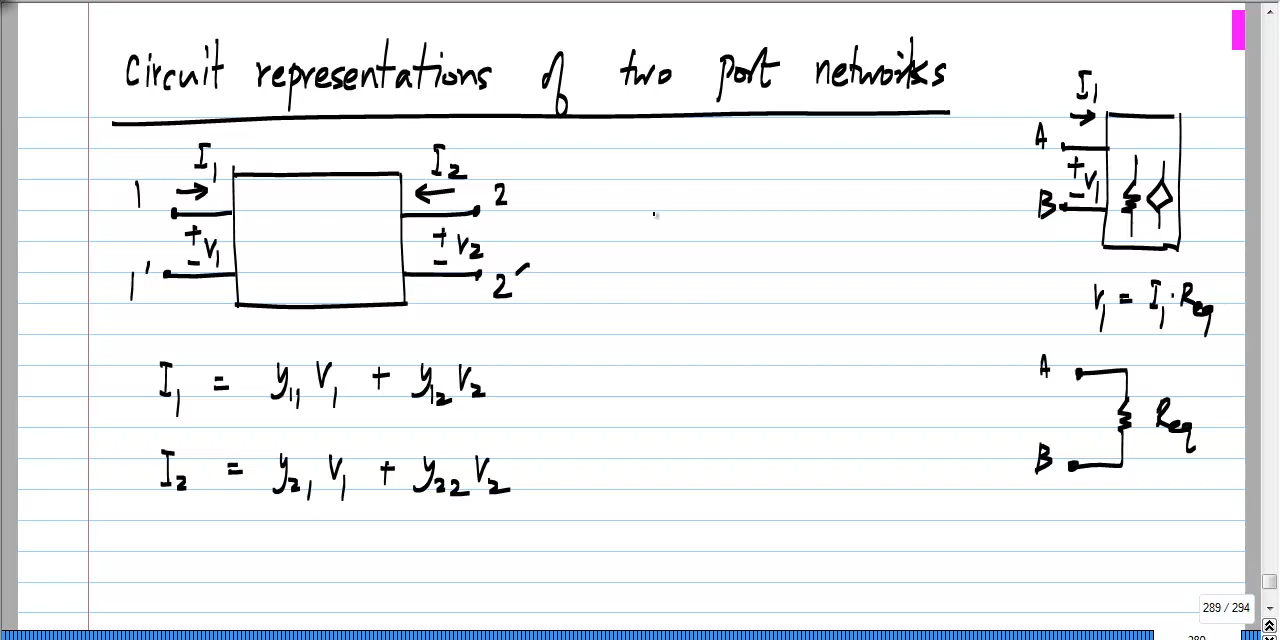 Circuit representations of two port networks
I₁
I₂
1
2
+ V₁ -
+ V₂ -
1'
2'
I₁ = y₁₁ V₁ + y₁₂ V₂
I₂ = y₂₁ V₁ + y₂₂ V₂
I₁
A
+ V₁ -
B
V₁ = I₁ · Req
A
Req
B
289 / 294